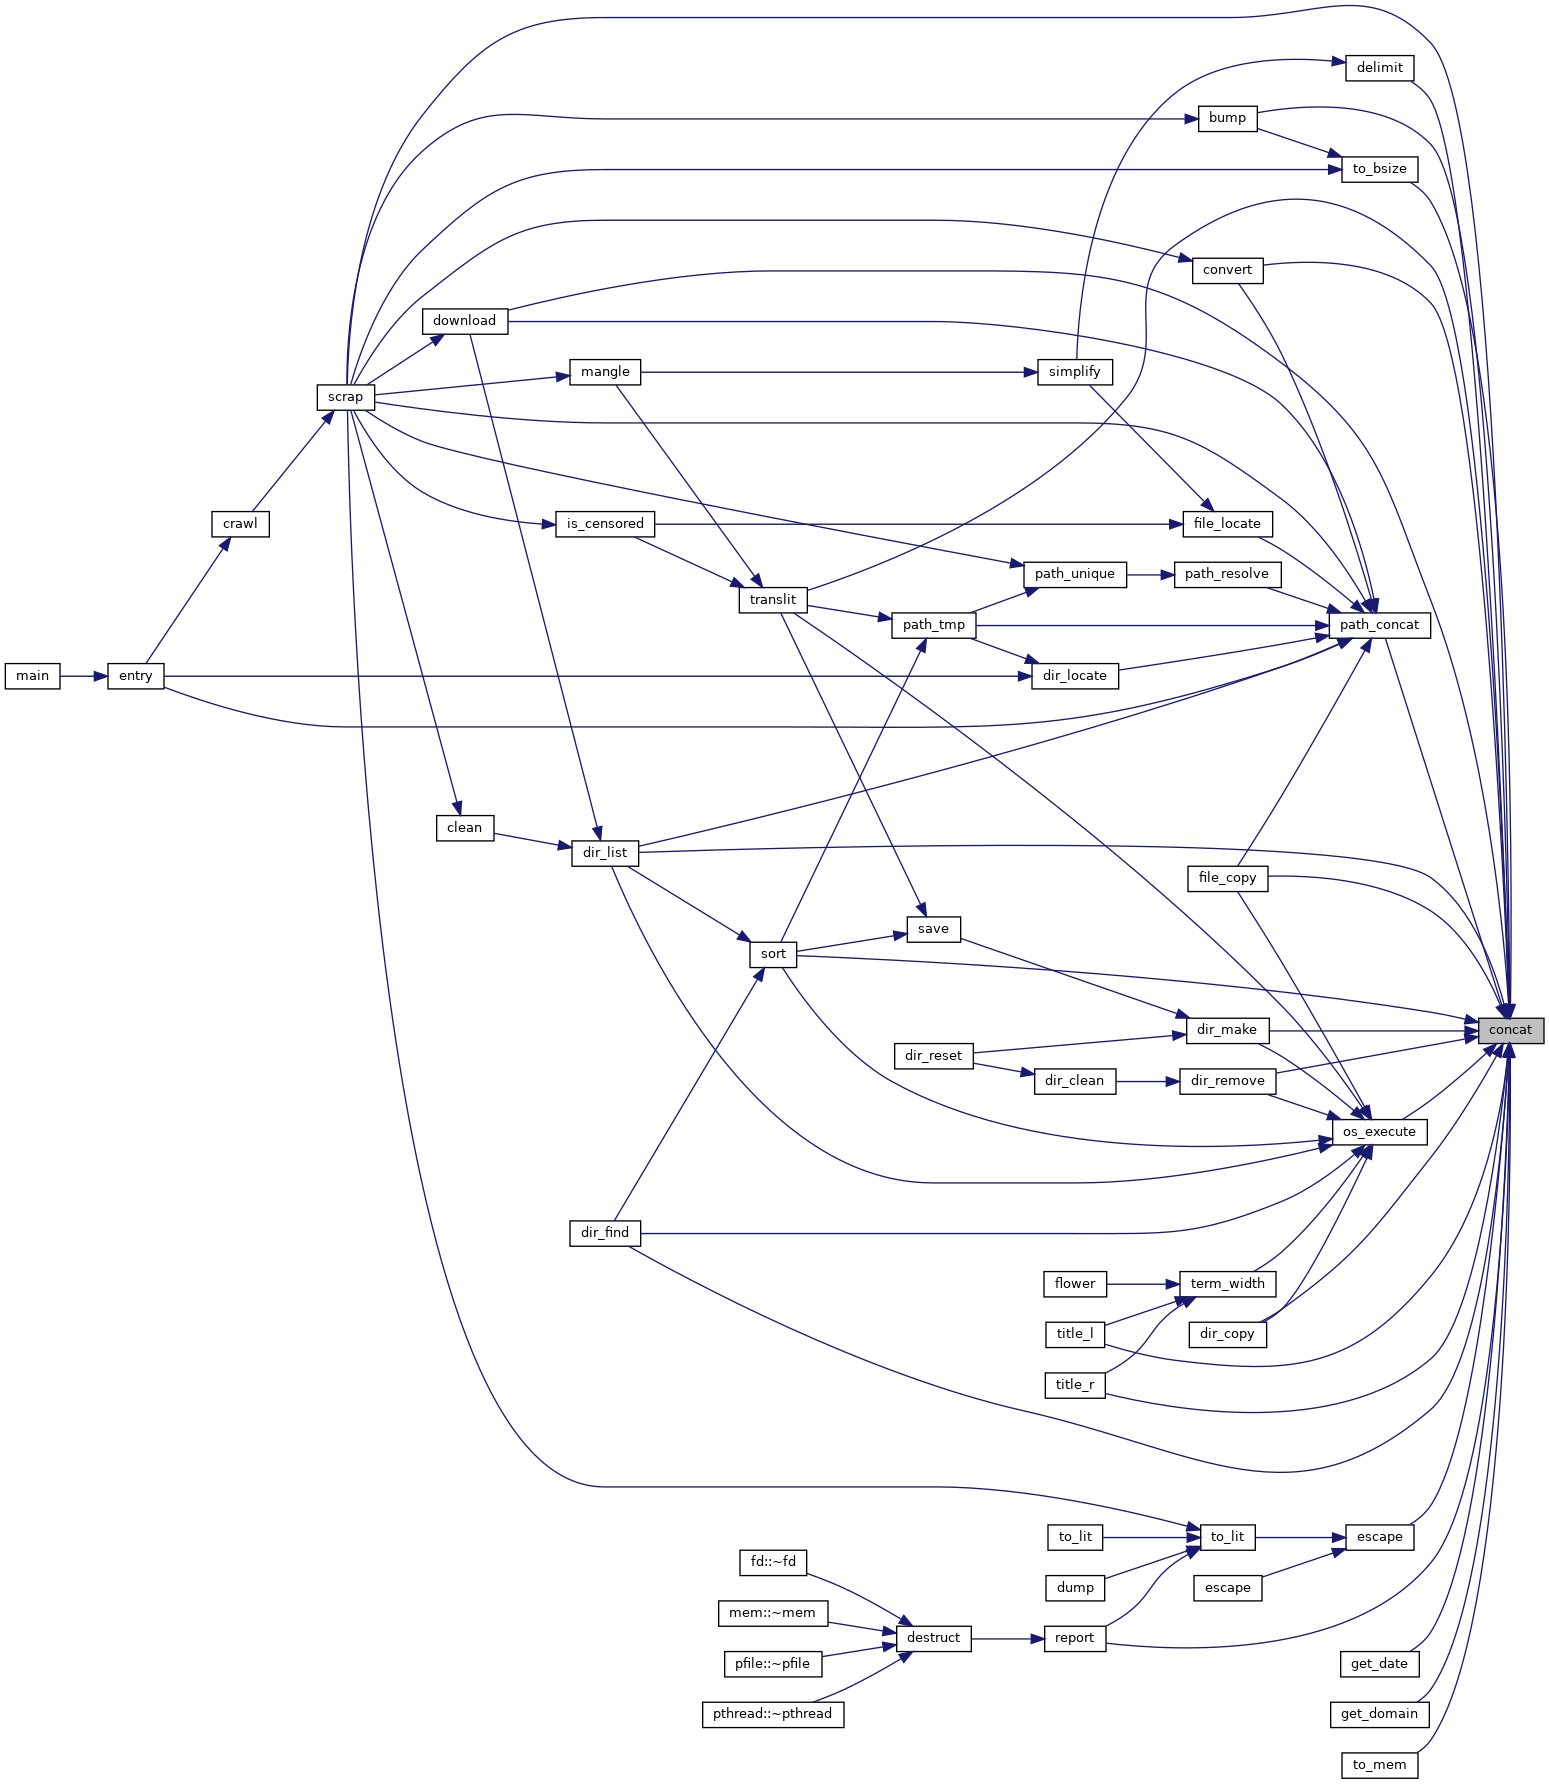 delimit
bump
to_bsize
convert
download
mangle
simplify
scrap
crawl
is_censored
file_locate
path_unique
path_resolve
translit
path_tmp
path_concat
main
entry
dir_locate
clean
dir_list
file_copy
save
sort
concat
dir_make
dir_reset
dir_clean
dir_remove
os_execute
dir_find
flower
term_width
title_l
dir_copy
title_r
to_lit
to_lit
escape
fd::~fd
dump
escape
mem::~mem
destruct
report
pfile::~pfile
get_date
pthread::~pthread
get_domain
to_mem